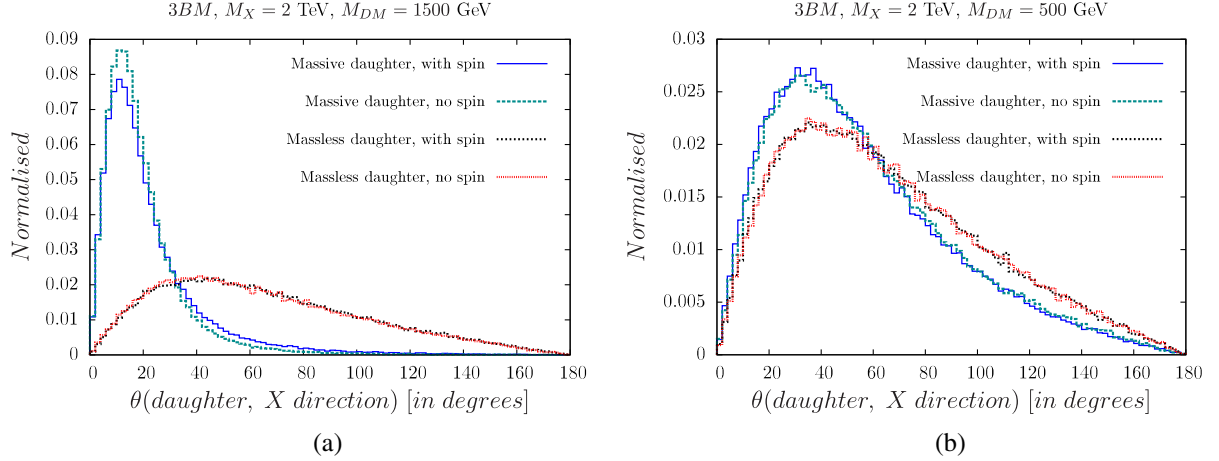 3BM, M_X = 2 TeV, M_{DM} = 1500 GeV
0.09
0.08
0.07
0.06
0.05
0.04
0.03
0.02
0.01
0
Normalised
Massive daughter, with spin
Massive daughter, no spin
Massless daughter, with spin
Massless daughter, no spin
0 20 40 60 80 100 120 140 160 180
θ(daughter, X direction) [in degrees]
(a)
3BM, M_X = 2 TeV, M_{DM} = 500 GeV
0.03
0.025
0.02
0.015
0.01
0.005
0
Normalised
Massive daughter, with spin
Massive daughter, no spin
Massless daughter, with spin
Massless daughter, no spin
0 20 40 60 80 100 120 140 160 180
θ(daughter, X direction) [in degrees]
(b)